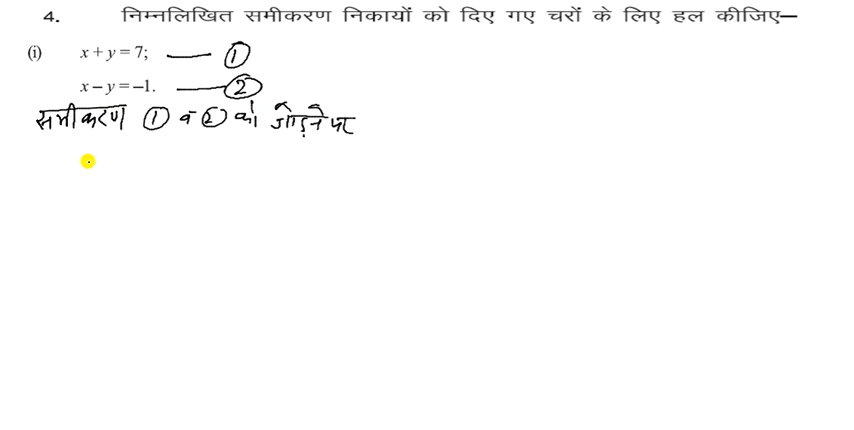 4. निम्नलिखित समीकरण निकायों को दिए गए चरों के लिए हल कीजिए—
(i) x + y = 7; —— ①
x – y = –1. —— ②
समीकरण ① व ② को जोड़ने पर